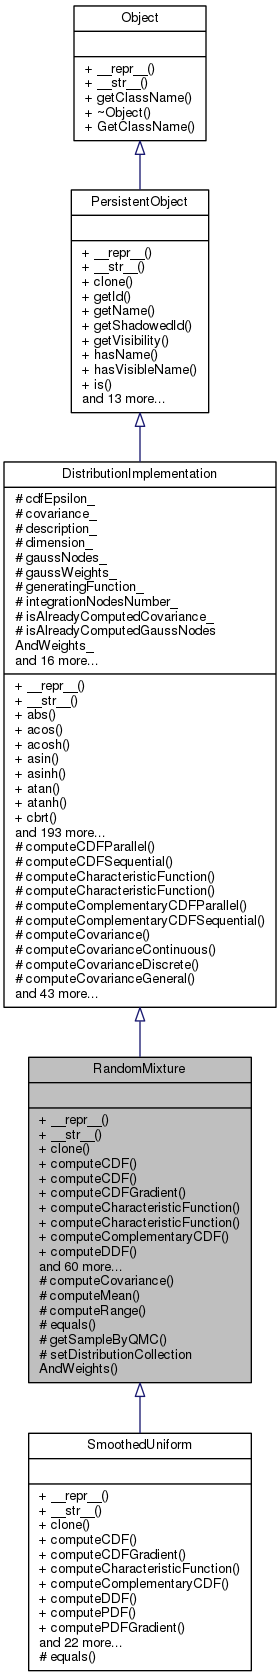 Object
+ __repr__()
+ __str__()
+ getClassName()
+ ~Object()
+ GetClassName()
PersistentObject
+ __repr__()
+ __str__()
+ clone()
+ getId()
+ getName()
+ getShadowedId()
+ getVisibility()
+ hasName()
+ hasVisibleName()
+ is()
and 13 more...
DistributionImplementation
# cdfEpsilon_
# covariance_
# description_
# dimension_
# gaussNodes_
# gaussWeights_
# generatingFunction_
# integrationNodesNumber_
# isAlreadyComputedCovariance_
# isAlreadyComputedGaussNodes
AndWeights_
and 16 more...
+ __repr__()
+ __str__()
+ abs()
+ acos()
+ acosh()
+ asin()
+ asinh()
+ atan()
+ atanh()
+ cbrt()
and 193 more...
# computeCDFParallel()
# computeCDFSequential()
# computeCharacteristicFunction()
# computeCharacteristicFunction()
# computeComplementaryCDFParallel()
# computeComplementaryCDFSequential()
# computeCovariance()
# computeCovarianceContinuous()
# computeCovarianceDiscrete()
# computeCovarianceGeneral()
and 43 more...
RandomMixture
+ __repr__()
+ __str__()
+ clone()
+ computeCDF()
+ computeCDF()
+ computeCDFGradient()
+ computeCharacteristicFunction()
+ computeCharacteristicFunction()
+ computeComplementaryCDF()
+ computeDDF()
and 60 more...
# computeCovariance()
# computeMean()
# computeRange()
# equals()
# getSampleByQMC()
# setDistributionCollection
AndWeights()
SmoothedUniform
+ __repr__()
+ __str__()
+ clone()
+ computeCDF()
+ computeCDFGradient()
+ computeCharacteristicFunction()
+ computeComplementaryCDF()
+ computeDDF()
+ computePDF()
+ computePDFGradient()
and 22 more...
# equals()